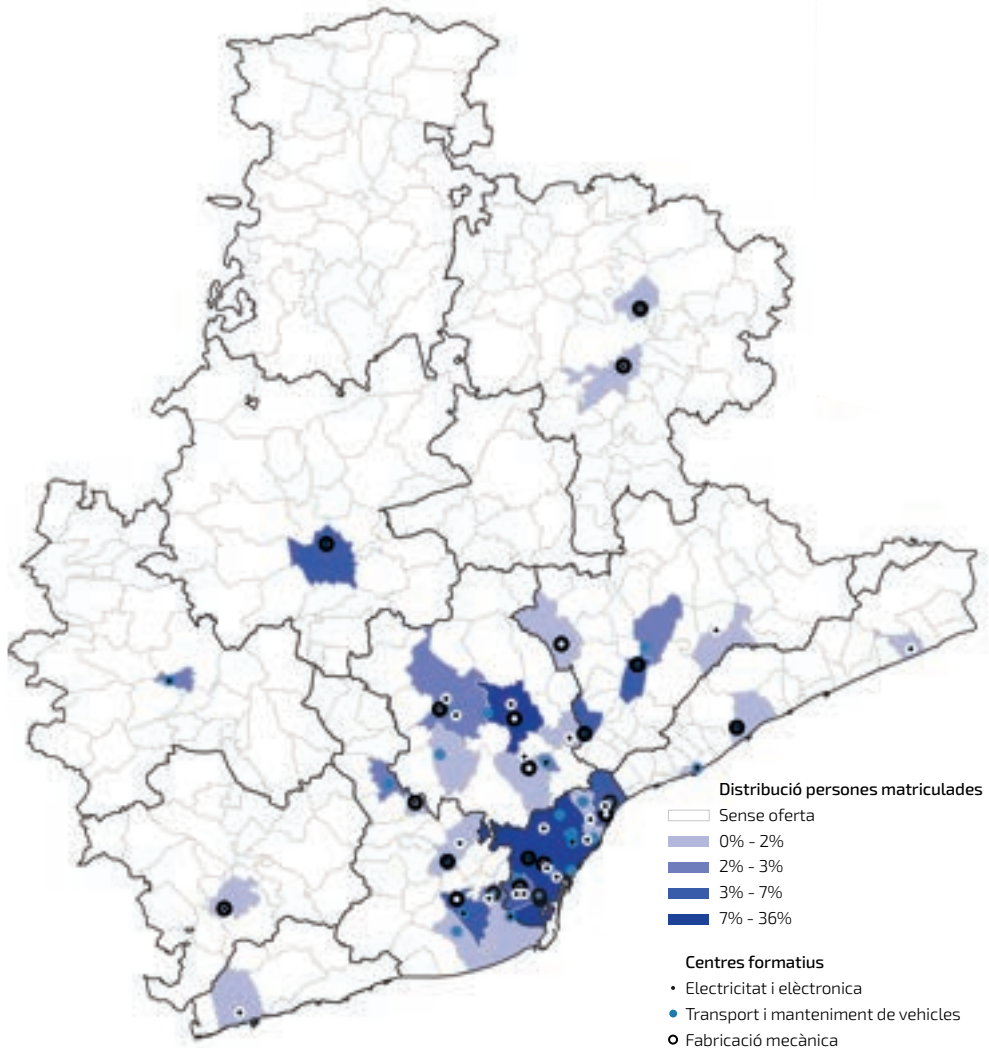 Distribució persones matriculades
Sense oferta
0% - 2%
2% - 3%
3% - 7%
7% - 36%
Centres formatius
Electricitat i elèctronica
Transport i manteniment de vehicles
Fabricació mecànica